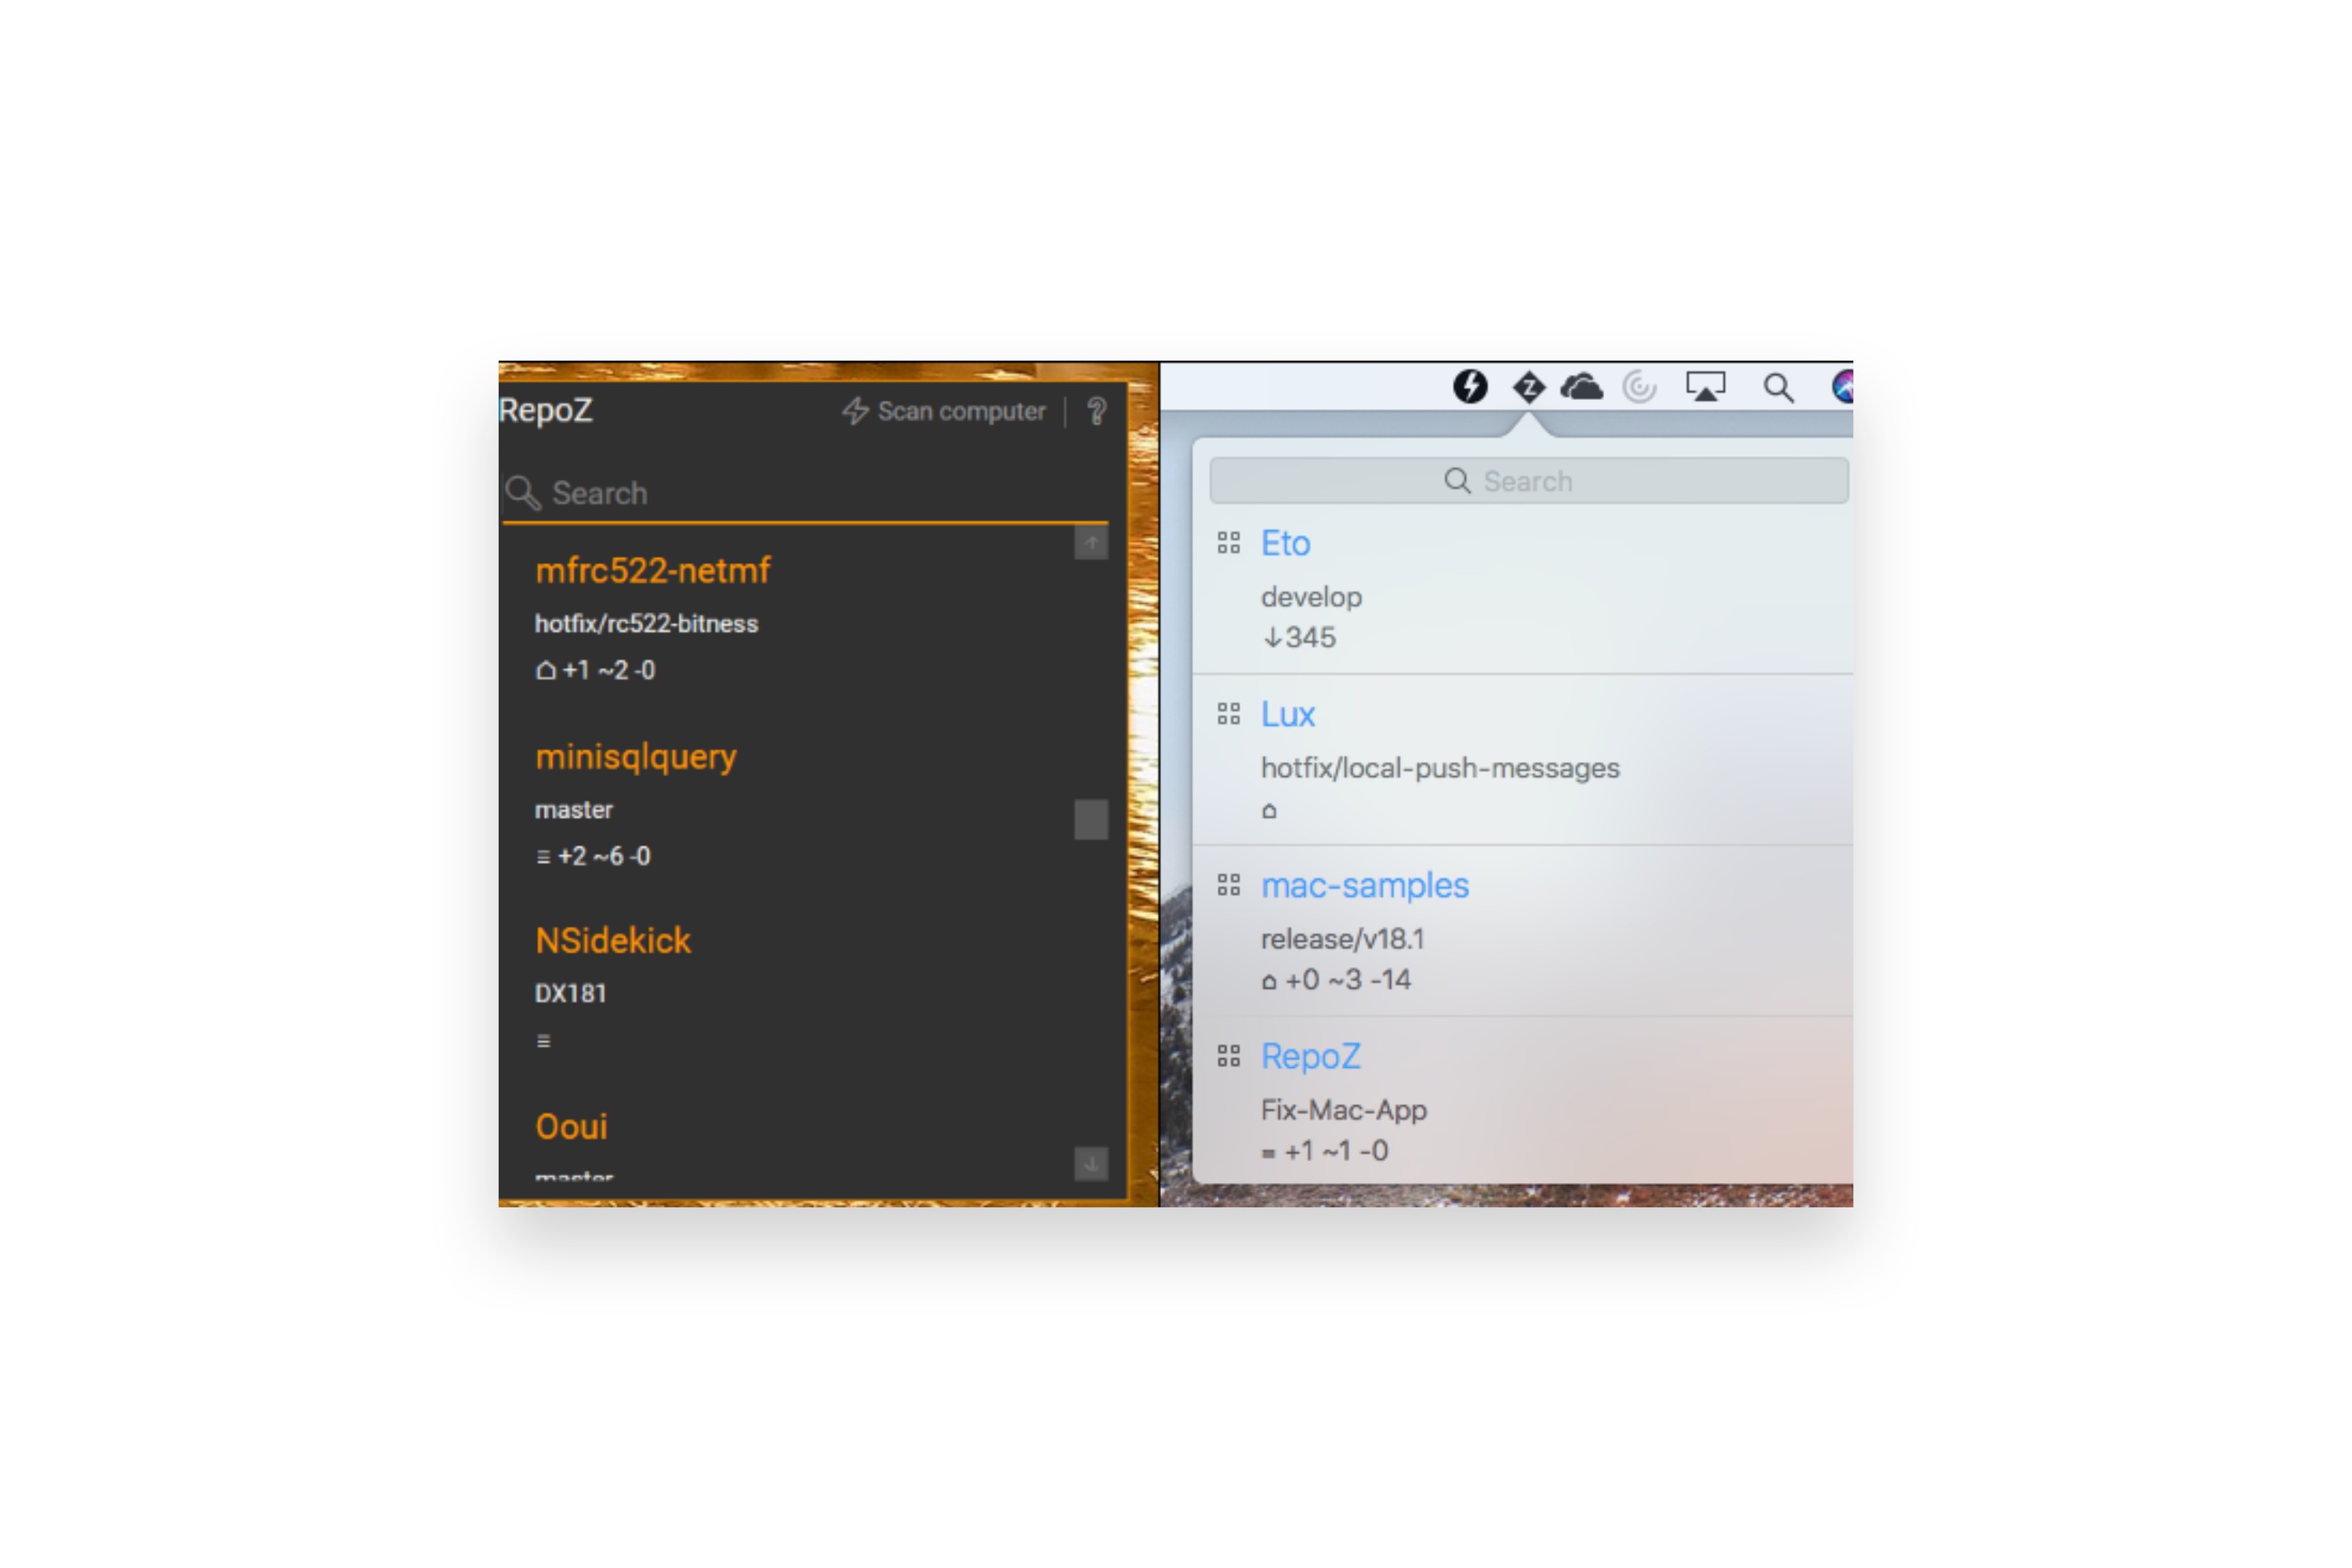 RepoZ
Scan computer | ?
Search
mfrc522-netmf
hotfix/rc522-bitness
⌂ +1 ~2 -0
minisqlquery
master
≡ +2 ~6 -0
NSidekick
DX181
≡
Ooui
master
Search
Eto
develop
↓345
Lux
hotfix/local-push-messages
⌂
mac-samples
release/v18.1
⌂ +0 ~3 -14
RepoZ
Fix-Mac-App
≡ +1 ~1 -0